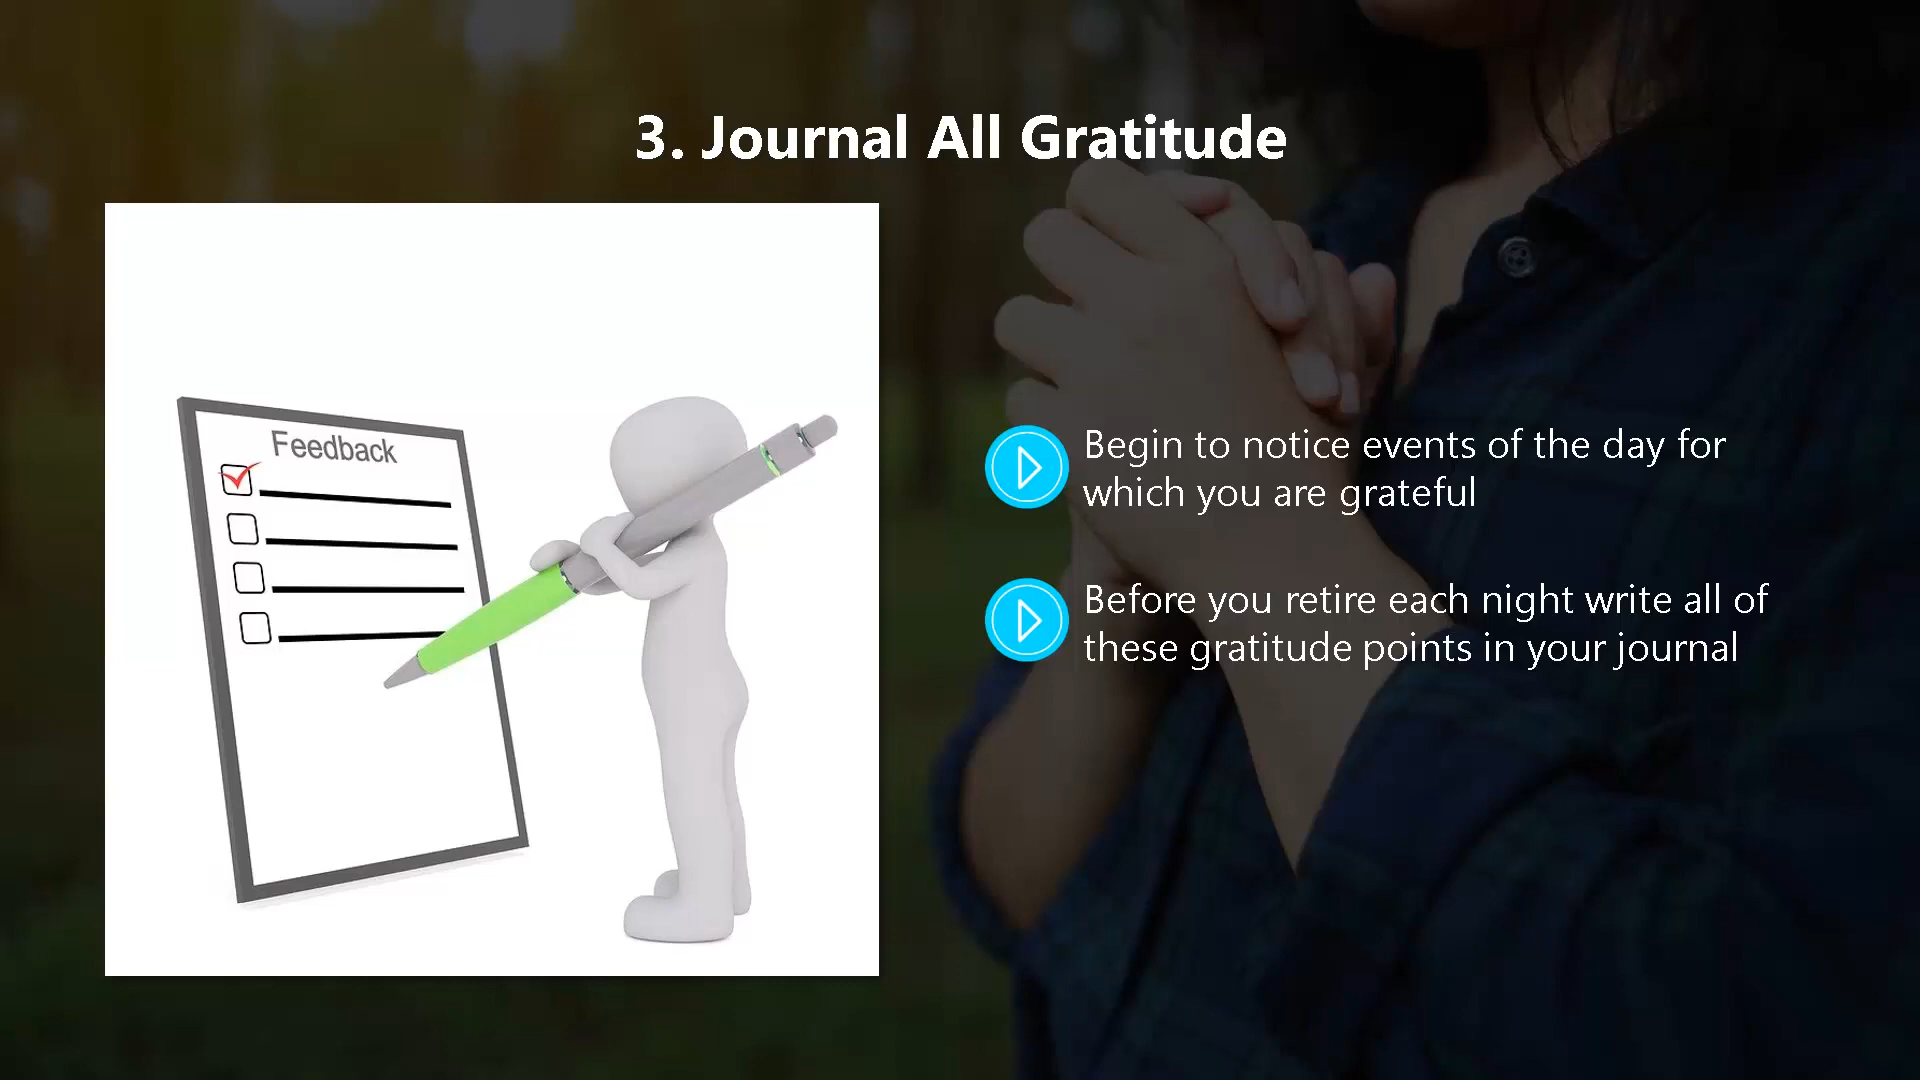 3. Journal All Gratitude
Feedback
Begin to notice events of the day for
which you are grateful
Before you retire each night write all of
these gratitude points in your journal